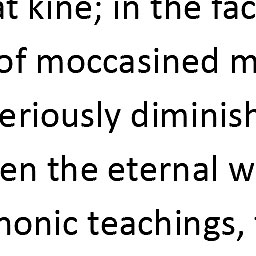 at kine; in the fac
of moccasined m
eriously diminish
en the eternal w
monic teachings,